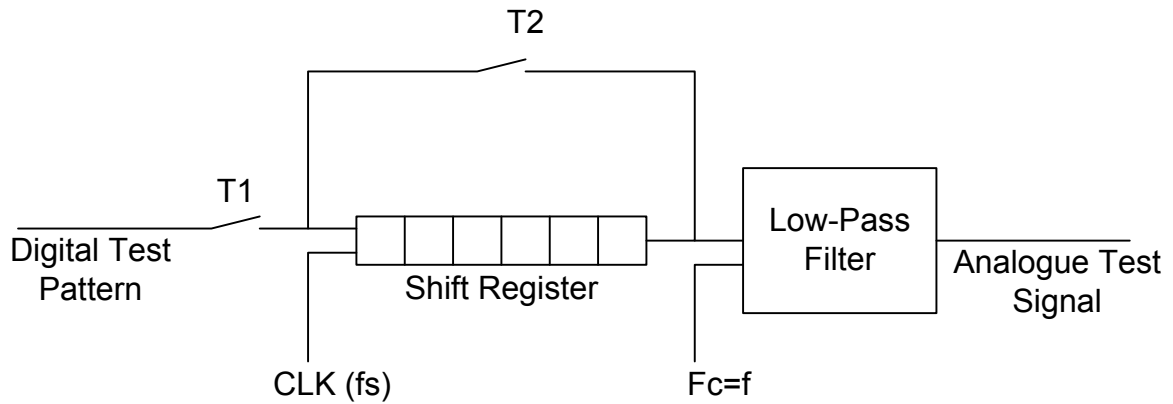 T2
T1
Digital Test
Pattern
Shift Register
CLK (fs)
Low-Pass
Filter
Fc=f
Analogue Test
Signal